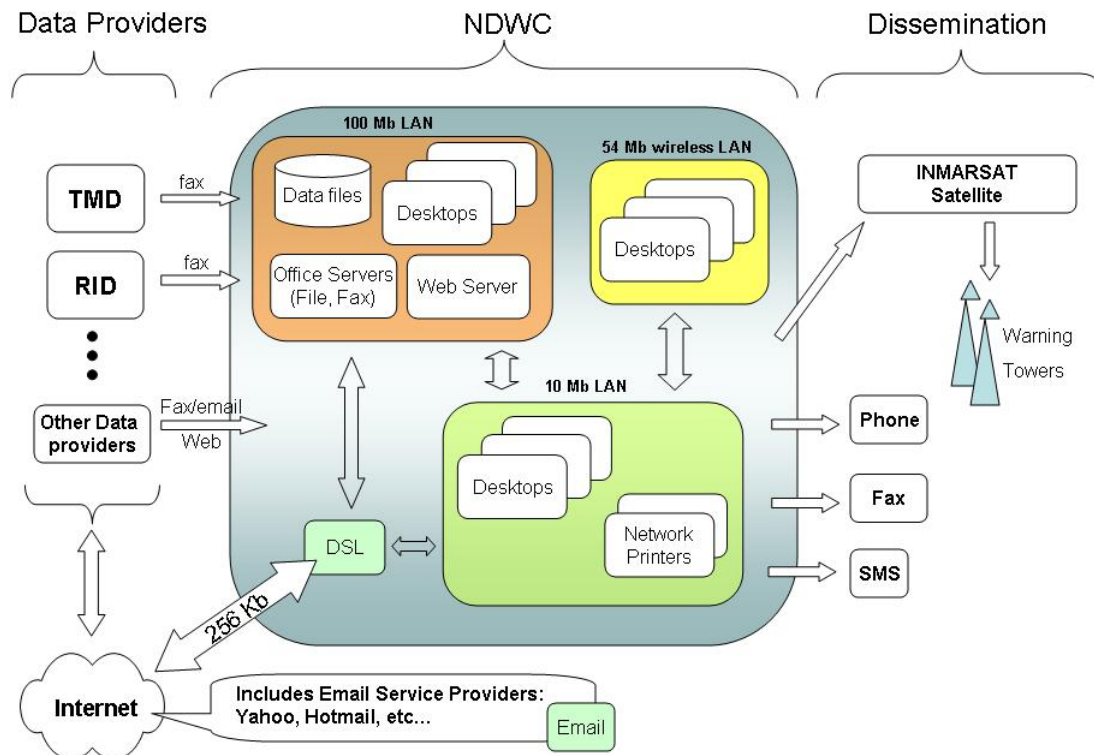 Data Providers
NDWC
Dissemination
100 Mb LAN
54 Mb wireless LAN
TMD
fax
Data files
Desktops
Desktops
INMARSAT
Satellite
RID
fax
Office Servers
(File, Fax)
Web Server
Warning
Towers
10 Mb LAN
Other Data
providers
Fax/email
Web
Desktops
Network
Printers
Phone
Fax
SMS
DSL
256 Kb
Internet
Includes Email Service Providers:
Yahoo, Hotmail, etc...
Email